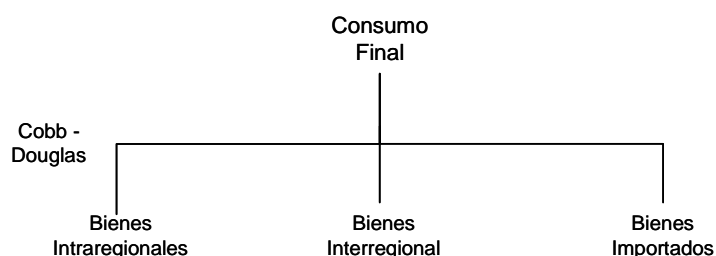 Consumo
Final
Cobb -
Douglas
Bienes
Intraregionales
Bienes
Interregional
Bienes
Importados